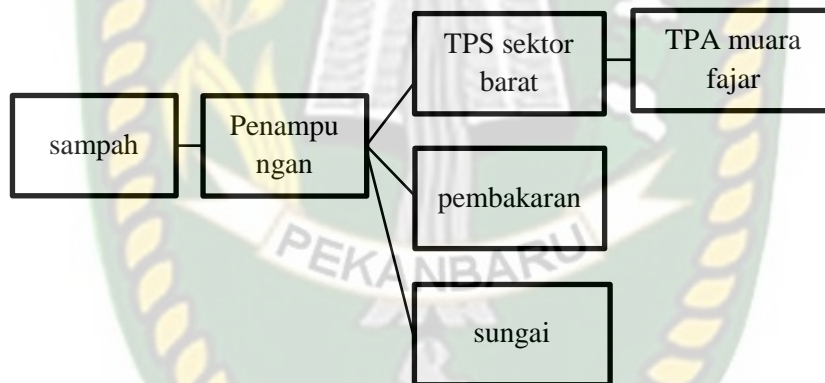 TPS sektor
barat
TPA muara
fajar
sampah
Penampu
ngan
pembakaran
PEKANBARU
sungai